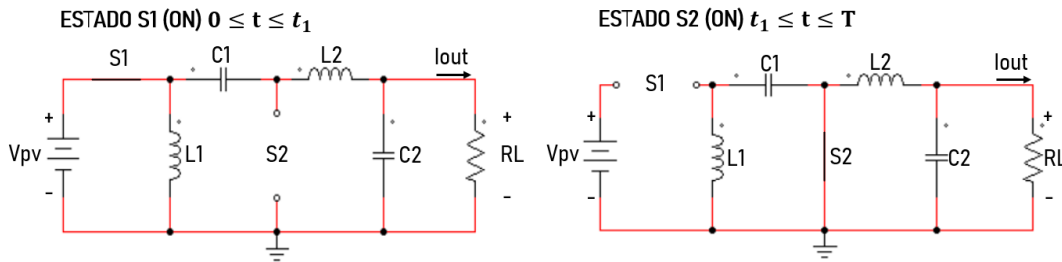 ESTADO S1 (ON) 0 ≤ t ≤ t₁
S1
C1
L2
Iout
+
Vpv
-
L1
S2
C2
+
RL
-
ESTADO S2 (ON) t₁ ≤ t ≤ T
S1
C1
L2
Iout
+
Vpv
-
L1
S2
C2
+
RL
-